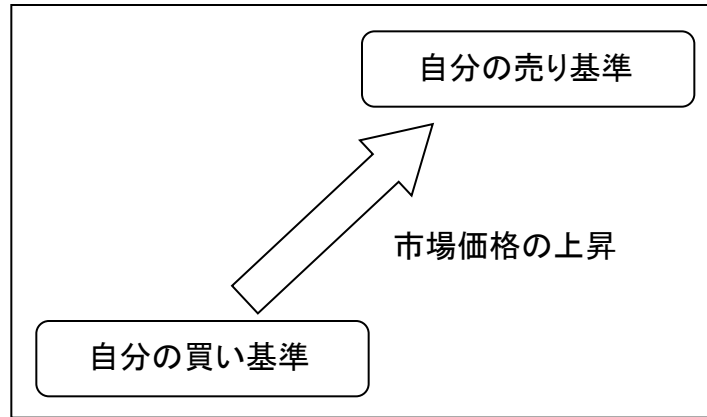 自分の売り基準
市場価格の上昇
自分の買い基準